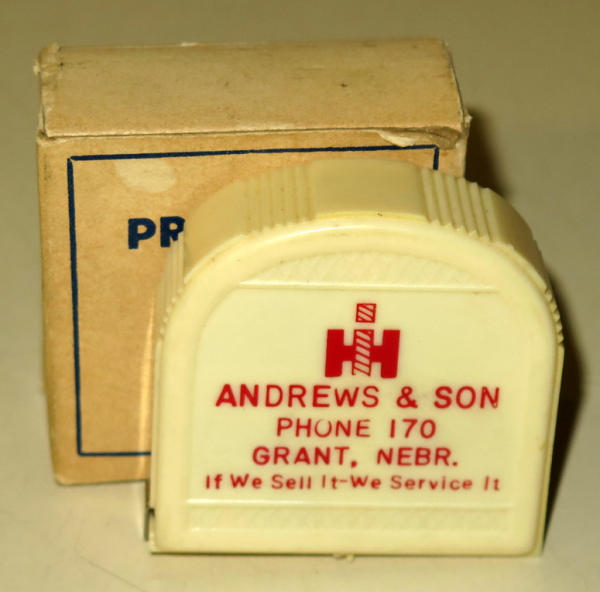 PR
IH
ANDREWS & SON
PHONE 170
GRANT, NEBR.
If We Sell It-We Service It